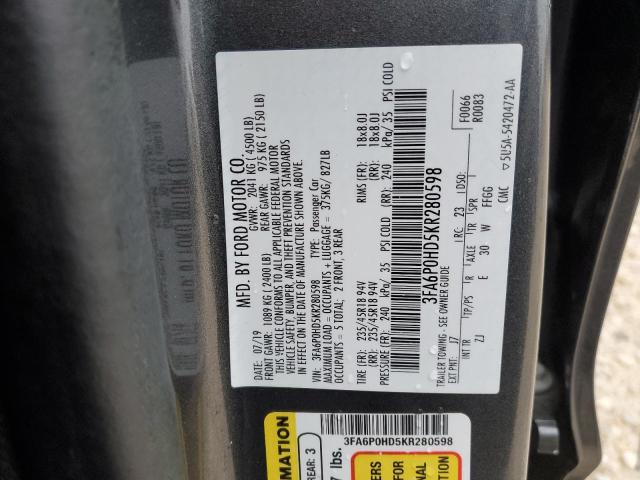 MFD. BY FORD MOTOR CO.
DATE: 07/19 GVWR: 2041 KG (4500 LB)
FRONT GAWR: 1089 KG (2400 LB) REAR GAWR: 975 KG (2150 LB)
THIS VEHICLE CONFORMS TO ALL APPLICABLE FEDERAL MOTOR
VEHICLE SAFETY, BUMPER, AND THEFT PREVENTION STANDARDS
IN EFFECT ON THE DATE OF MANUFACTURE SHOWN ABOVE.
VIN: 3FA6P0HD5KR280598 TYPE: Passenger Car
MAXIMUM LOAD = OCCUPANTS + LUGGAGE = 375KG/ 827LB
OCCUPANTS = 5 TOTAL: 2 FRONT, 3 REAR
TIRE (FR): 235/45R18 94V RIMS (FR): 18x8.0J
(RR): 235/45R18 94V (RR): 18x8.0J
PRESSURE (FR): 240 kPa/ 35 PSI COLD (RR): 240 kPa/ 35 PSI COLD
3FA6P0HD5KR280598
TRAILER TOWING - SEE OWNER GUIDE
F0066
R0083
EXT PNT: J7 LRC: 23 DSO:
INT TR TP/PS R AXLE TR SPR
ZJ E 30 W FFGG
CMC ▽5U5A-5420472-AA
3FA6P0HD5KR280598
REAR: 3
lbs.